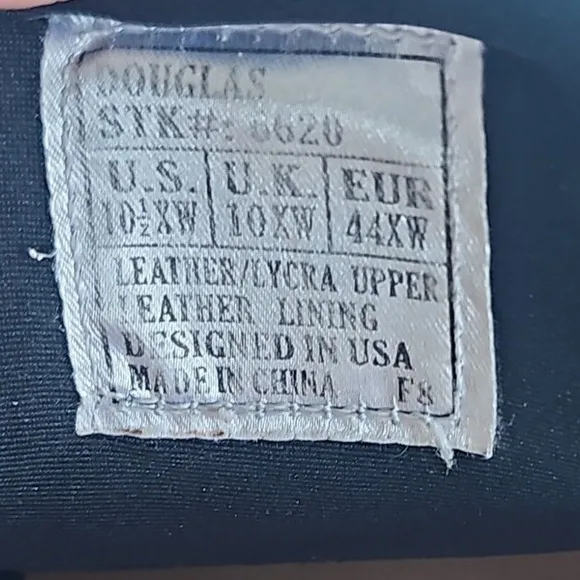 DOUGLAS
STK#: 6620
U.S. U.K. EUR
10½XW 10XW 44XW
LEATHER/LYCRA UPPER
LEATHER LINING
DESIGNED IN USA
MADE IN CHINA F8